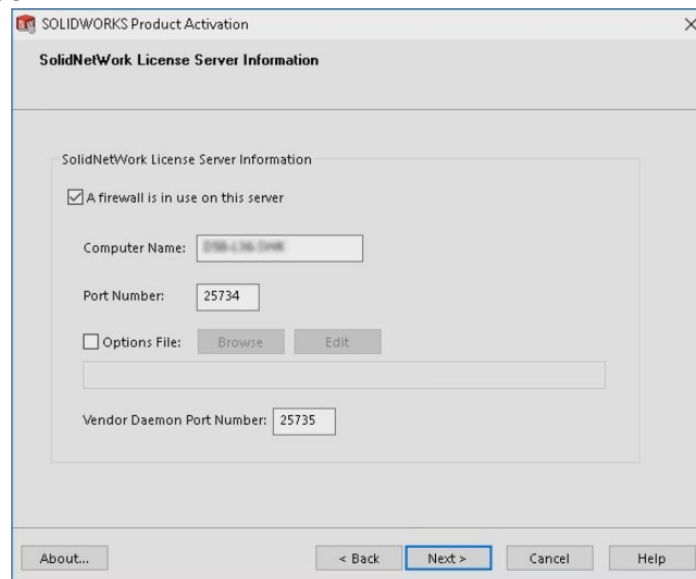 SOLIDWORKS Product Activation
SolidNetWork License Server Information
SolidNetWork License Server Information
A firewall is in use on this server
Computer Name:
Port Number: 25734
Options File: Browse Edit
Vendor Daemon Port Number: 25735
About... < Back Next > Cancel Help